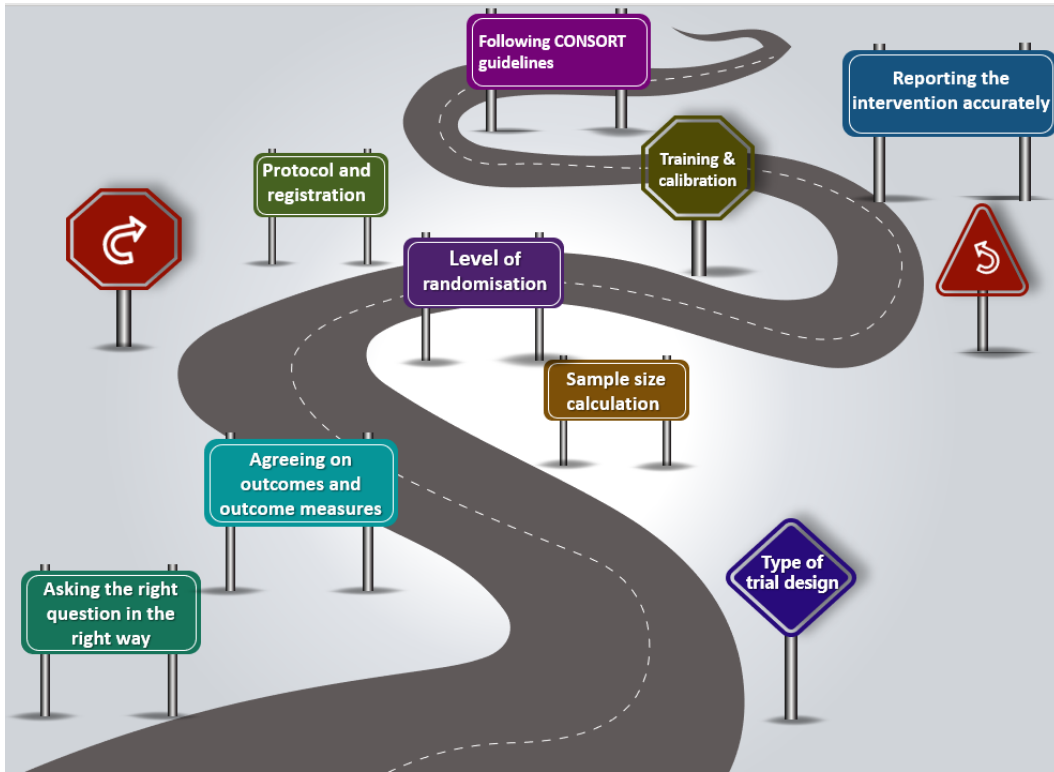 Following CONSORT
guidelines
Reporting the
intervention accurately
Training &
calibration
Protocol and
registration
Level of
randomisation
Sample size
calculation
Agreeing on
outcomes and
outcome measures
Type of
trial design
Asking the right
question in the
right way